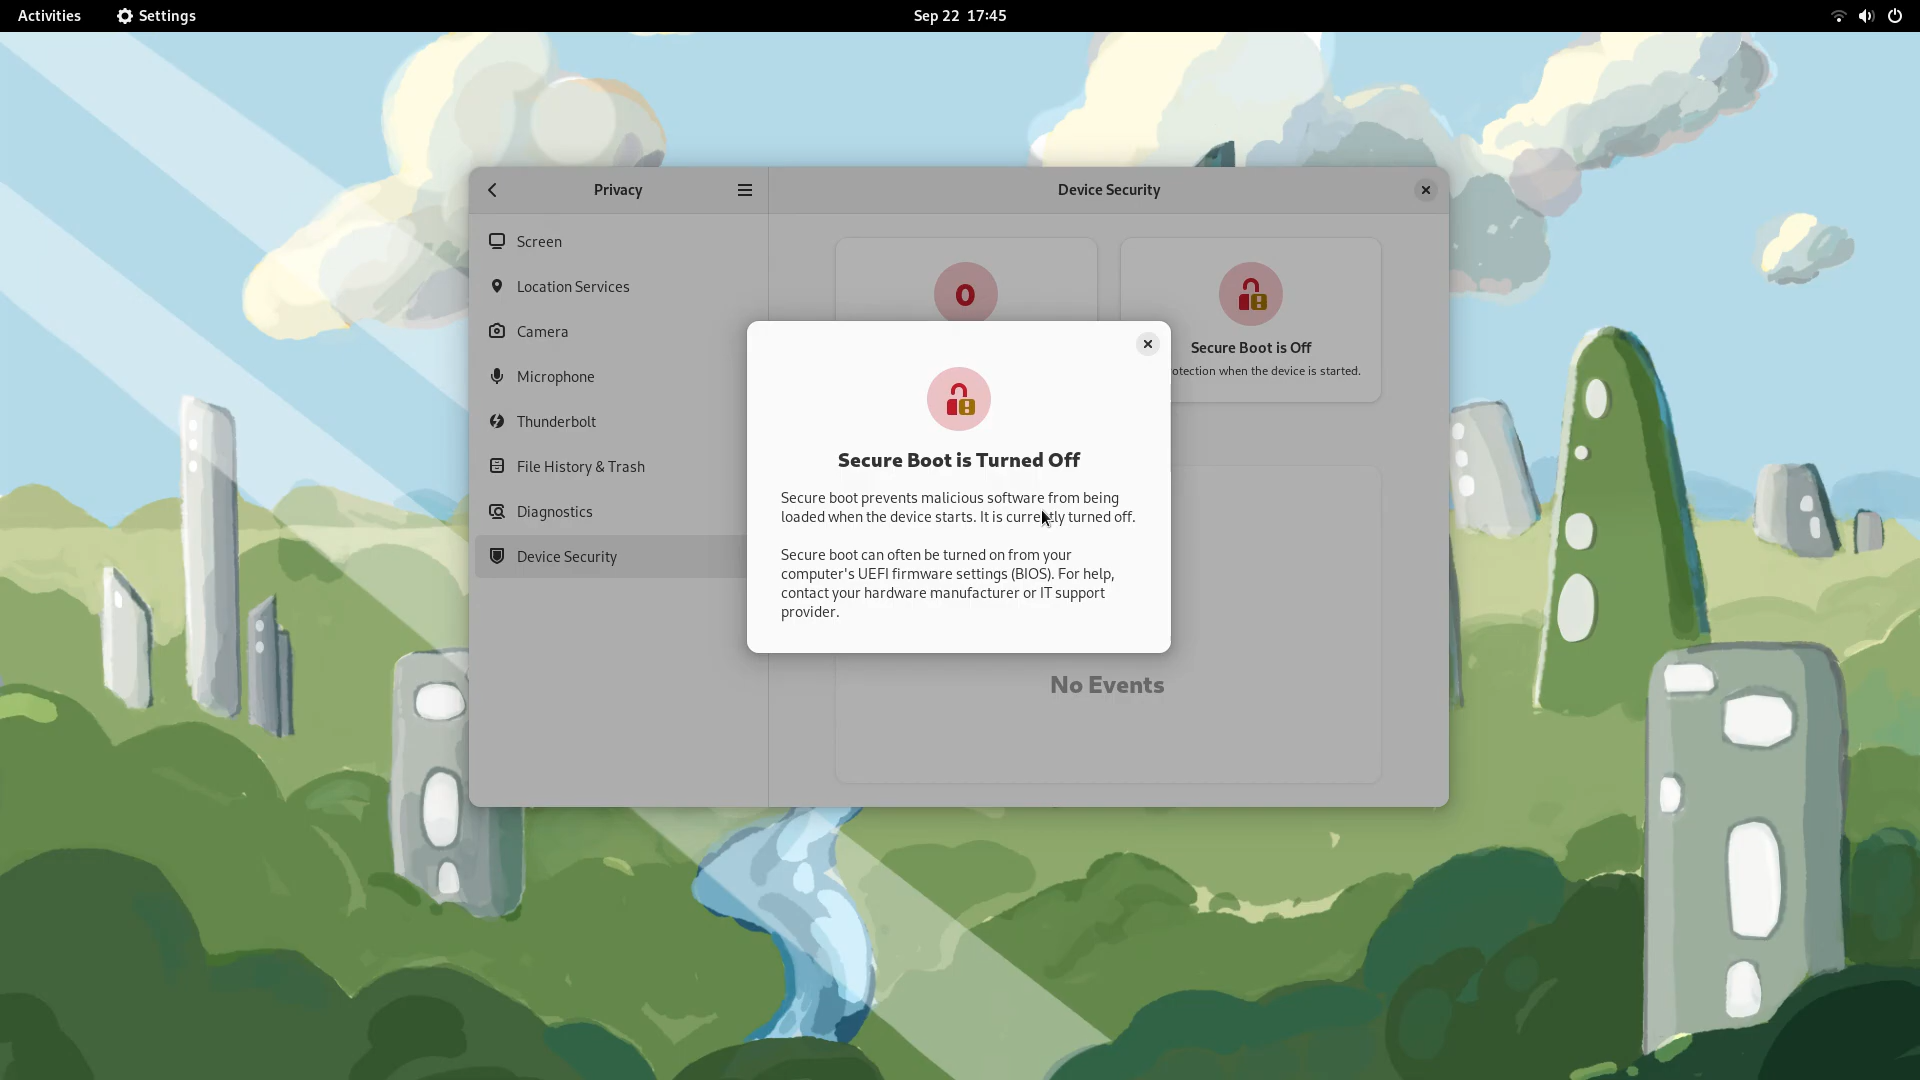 Activities
Settings
Sep 22 17:45
Privacy
Device Security
Screen
Location Services
Camera
Microphone
Thunderbolt
File History & Trash
Diagnostics
Device Security
0
Secure Boot is Off
otection when the device is started.
Secure Boot is Turned Off
Secure boot prevents malicious software from being
loaded when the device starts. It is currently turned off.
Secure boot can often be turned on from your
computer's UEFI firmware settings (BIOS). For help,
contact your hardware manufacturer or IT support
provider.
No Events